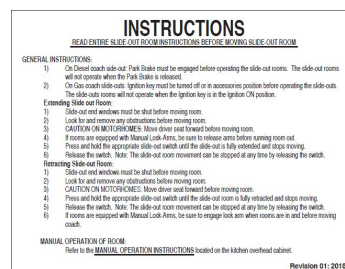 INSTRUCTIONS
READ ENTIRE SLIDE-OUT ROOM INSTRUCTIONS BEFORE MOVING SLIDE-OUT ROOM
GENERAL INSTRUCTIONS:
1) On Diesel coach side-out: Park Brake must be engaged before operating the slide-out rooms. The slide-out rooms
will not operate when the Park Brake is released.
2) On Gas coach slide-outs: Ignition key must be turned off or in accessories position before operating the slide-outs.
The slide-outs rooms will not operate when the Ignition key is in the Ignition ON position.
Extending Slide out Room:
1) Slide-out end windows must be shut before moving room.
2) Look for and remove any obstructions before moving room.
3) CAUTION ON MOTORHOMES: Move driver seat forward before moving room.
4) If rooms are equipped with Manual Lock-Arms, be sure to release arms before running room out.
5) Press and hold the appropriate slide-out switch until the slide-out is fully extended and stops moving.
6) Release the switch. Note: The slide-out room movement can be stopped at any time by releasing the switch.
Retracting Slide-out Room:
1) Slide-out end windows must be shut before moving room.
2) Look for and remove any obstructions before moving room.
3) CAUTION ON MOTORHOMES: Move driver seat forward before moving room.
4) Press and hold the appropriate slide-out switch until the slide-out room is fully retracted and stops moving.
5) Release the switch. Note: The slide-out room movement can be stopped at any time by releasing the switch.
6) If rooms are equipped with Manual Lock-Arms, be sure to engage lock arm when rooms are in and before moving
coach.
MANUAL OPERATION OF ROOM:
Refer to the MANUAL OPERATION INSTRUCTIONS located on the kitchen overhead cabinet.
Revision 01: 2018